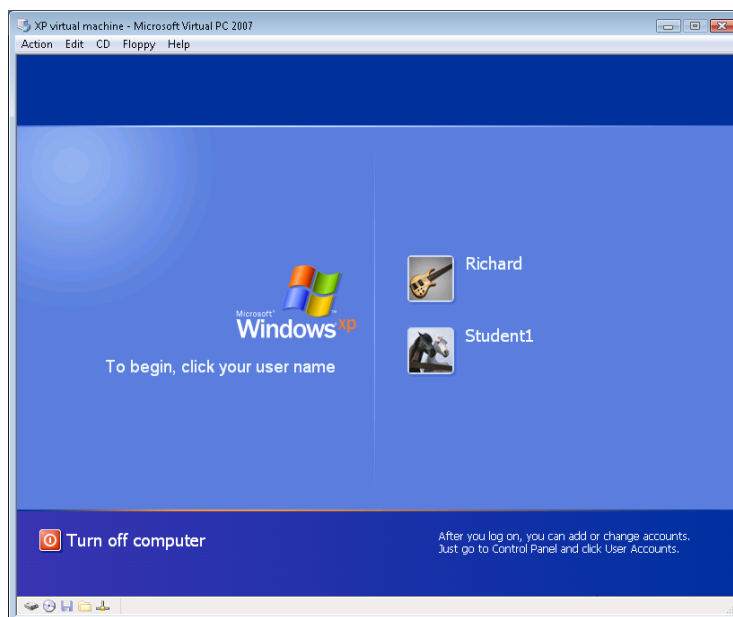 XP virtual machine - Microsoft Virtual PC 2007
Action Edit CD Floppy Help
Richard
Microsoft®
Windows xp
Student1
To begin, click your user name
Turn off computer
After you log on, you can add or change accounts.
Just go to Control Panel and click User Accounts.